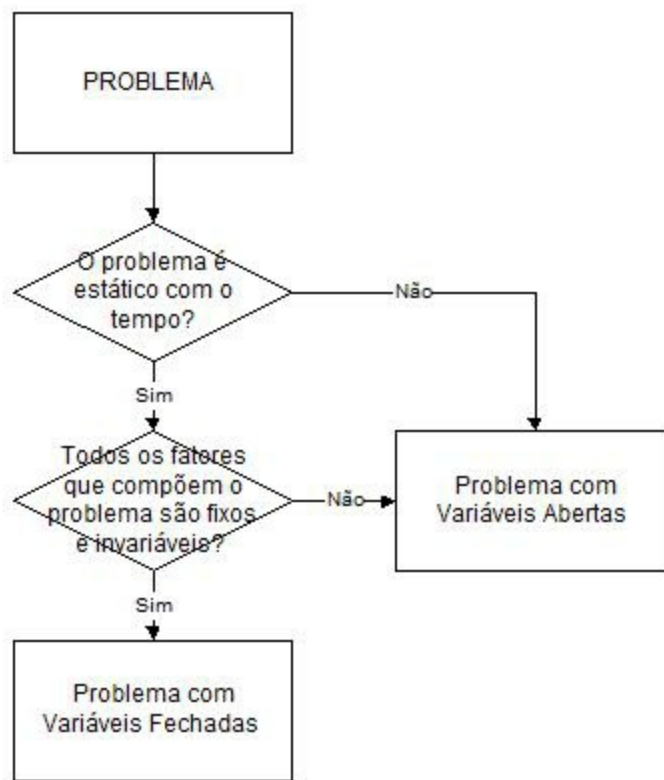 PROBLEMA
O problema é
estático com o
tempo?
Não
Sim
Todos os fatores
que compõem o
problema são fixos
e invariáveis?
Não
Problema com
Variáveis Abertas
Sim
Problema com
Variáveis Fechadas